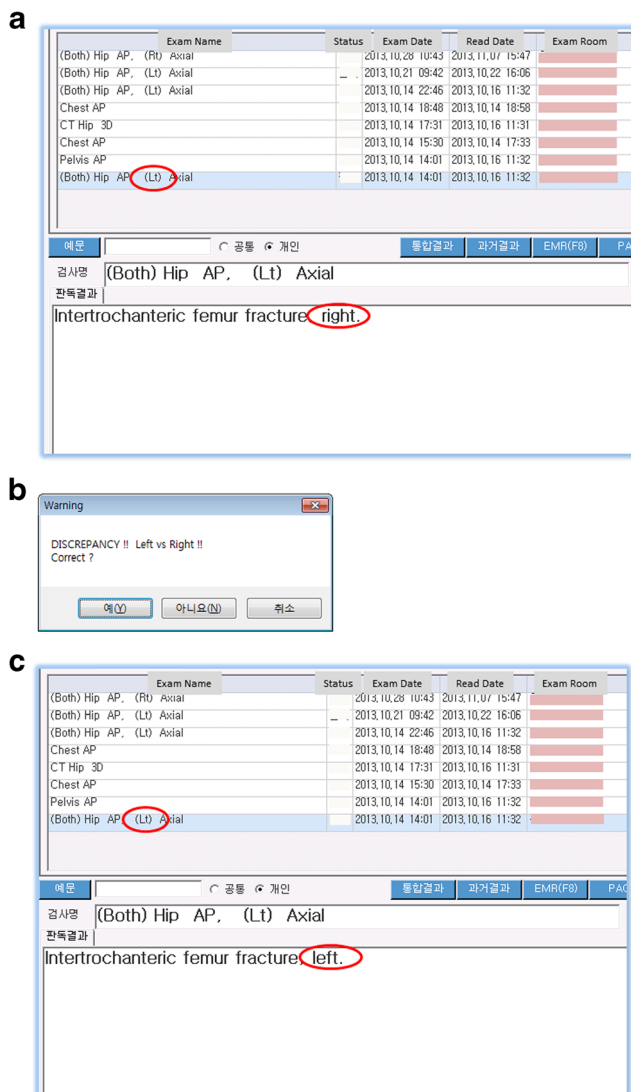 a
Exam Name Status Exam Date Read Date Exam Room
(Both) Hip AP, (Rt) Axial 2013,10,28 10:43 2013,11,07 15:47
(Both) Hip AP, (Lt) Axial 2013,10,21 09:42 2013,10,22 16:06
(Both) Hip AP, (Lt) Axial 2013,10,14 22:46 2013,10,16 11:32
Chest AP 2013,10,14 18:48 2013,10,14 18:58
CT Hip 3D 2013,10,14 17:31 2013,10,16 11:31
Chest AP 2013,10,14 15:30 2013,10,14 17:33
Pelvis AP 2013,10,14 14:01 2013,10,16 11:32
(Both) Hip AP, (Lt) Axial 2013,10,14 14:01 2013,10,16 11:32
예문 공통 개인 통합결과 과거결과 EMR(F8) PA
검사명 (Both) Hip AP, (Lt) Axial
판독결과
Intertrochanteric femur fracture, right.
b
Warning
DISCREPANCY !! Left vs Right !!
Correct ?
예(Y) 아니요(N) 취소
c
Exam Name Status Exam Date Read Date Exam Room
(Both) Hip AP, (Rt) Axial 2013,10,28 10:43 2013,11,07 15:47
(Both) Hip AP, (Lt) Axial 2013,10,21 09:42 2013,10,22 16:06
(Both) Hip AP, (Lt) Axial 2013,10,14 22:46 2013,10,16 11:32
Chest AP 2013,10,14 18:48 2013,10,14 18:58
CT Hip 3D 2013,10,14 17:31 2013,10,16 11:31
Chest AP 2013,10,14 15:30 2013,10,14 17:33
Pelvis AP 2013,10,14 14:01 2013,10,16 11:32
(Both) Hip AP, (Lt) Axial 2013,10,14 14:01 2013,10,16 11:32
예문 공통 개인 통합결과 과거결과 EMR(F8) PAC
검사명 (Both) Hip AP, (Lt) Axial
판독결과
Intertrochanteric femur fracture, left.